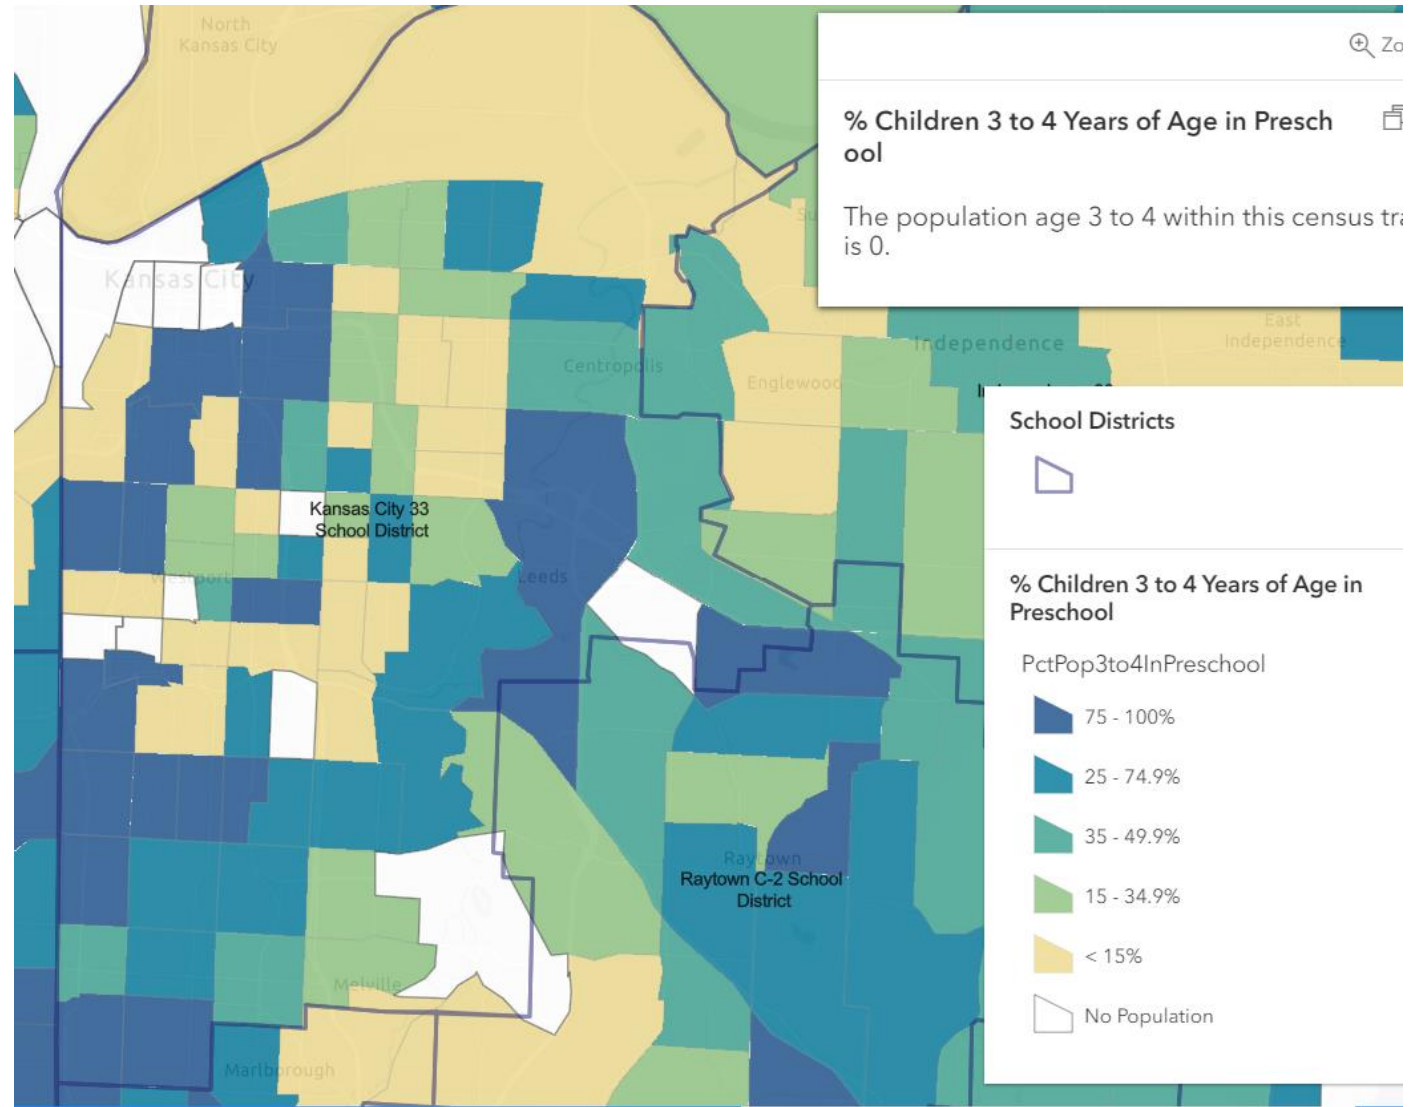 North
Kansas City
Zo
% Children 3 to 4 Years of Age in Presch
ool
The population age 3 to 4 within this census tra
is 0.
Kansas City
East
Independence
Independence
Centropolis
Englewood
School Districts
Kansas City 33
School District
Westport
Leeds
% Children 3 to 4 Years of Age in
Preschool
PctPop3to4InPreschool
75 - 100%
25 - 74.9%
35 - 49.9%
15 - 34.9%
< 15%
No Population
Raytown
Raytown C-2 School
District
Melville
Marlborough